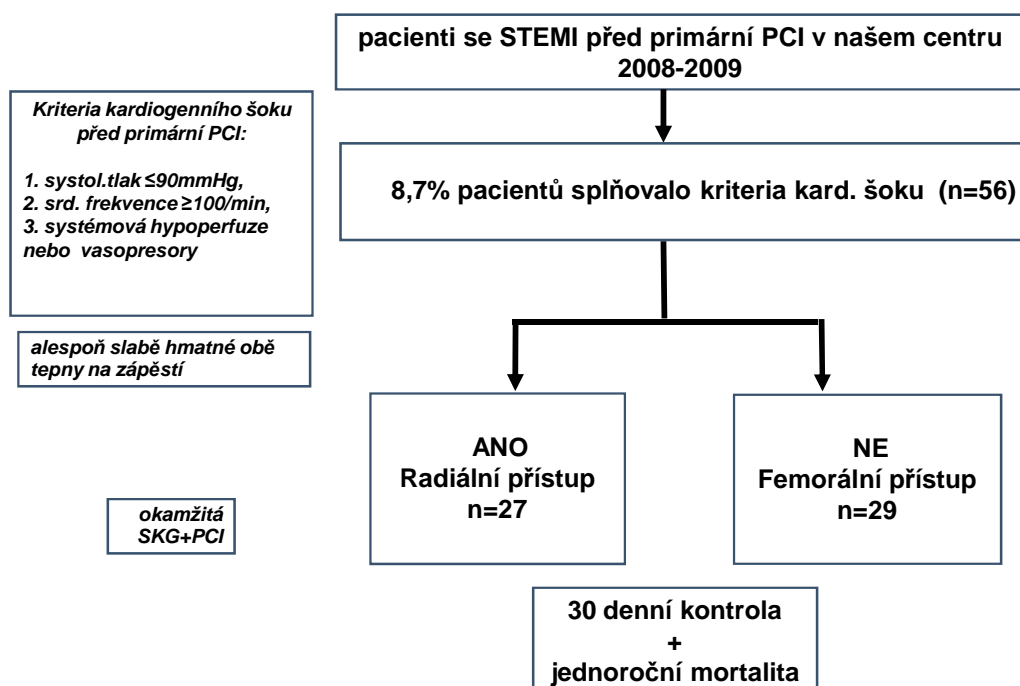 pacienti se STEMI před primární PCI v našem centru
2008-2009
Kriteria kardiogenního šoku
před primární PCI:
1. systol.tlak ≤90mmHg,
2. srd. frekvence ≥100/min,
3. systémová hypoperfuze
nebo vasopresory
8,7% pacientů splňovalo kriteria kard. šoku (n=56)
alespoň slabě hmatné obě
tepny na zápěstí
ANO
Radiální přístup
n=27
NE
Femorální přístup
n=29
okamžitá
SKG+PCI
30 denní kontrola
+
jednoroční mortalita